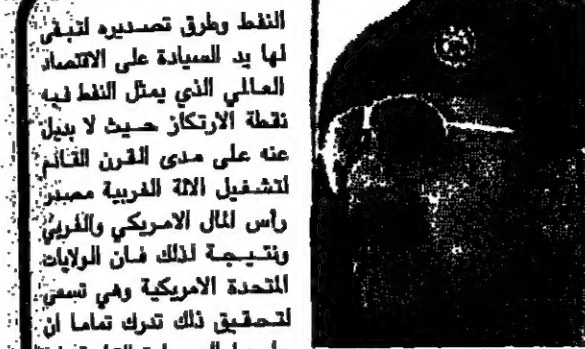 النفط وطرق تصديره لتبقى
لها يد السيادة على الاقتصاد
العالمي الذي يمثل النفط فيه
نقطة الارتكاز حيث لا بديل
عنه على مدى القرن القادم
لتشغيل الالة الغربية مصدر
رأس المال الامريكي والغربي
ونتيجة لذلك فان الولايات
المتحدة الامريكية وهي تسعى
لتحقيق ذلك تدرك تماما ان